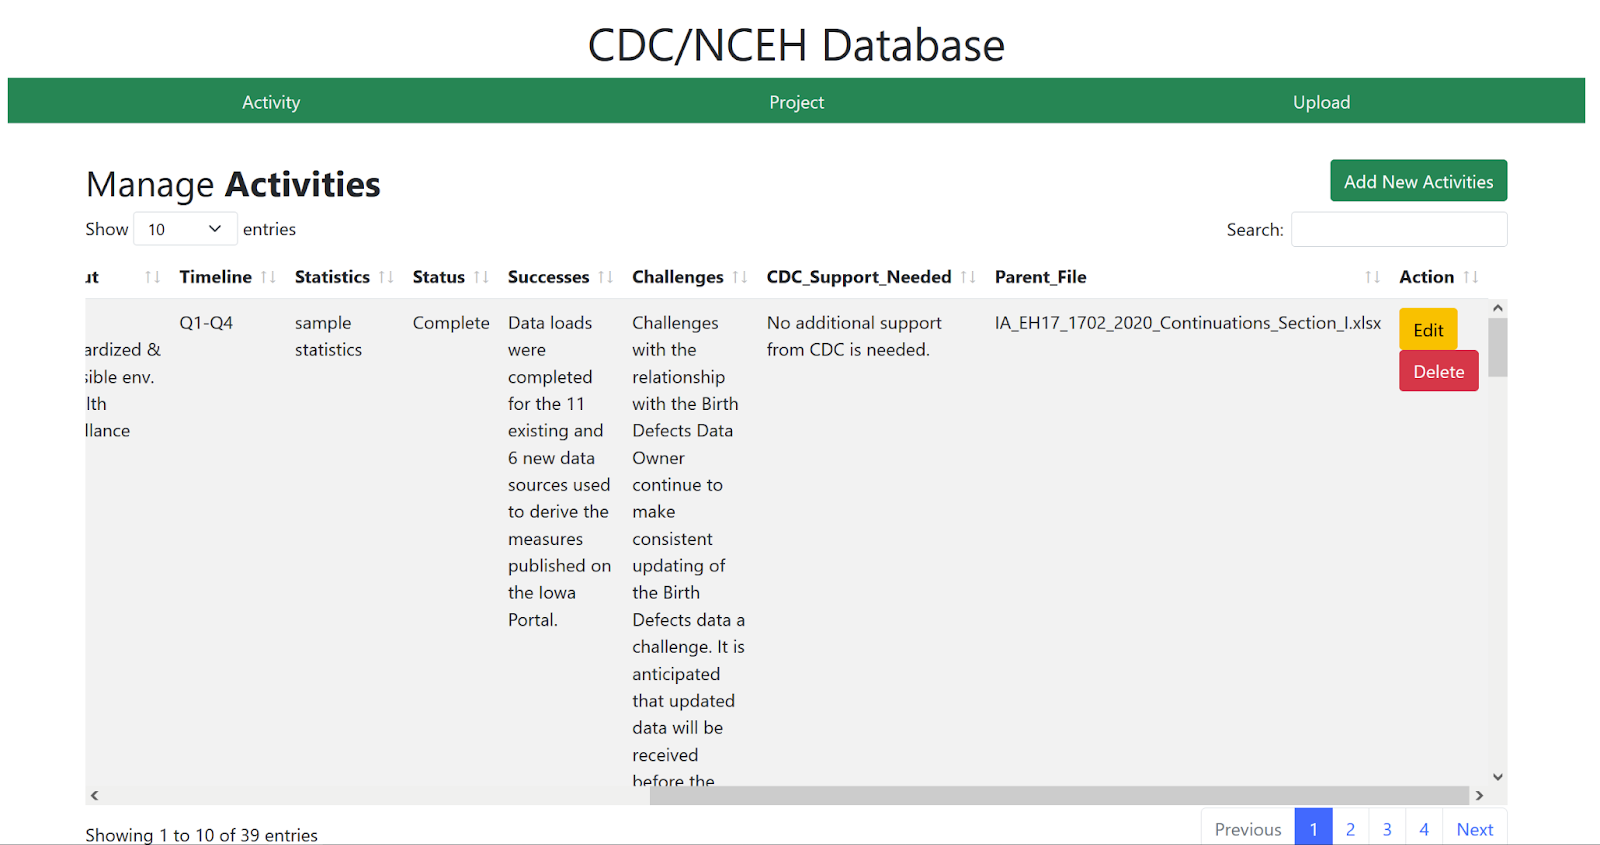 CDC/NCEH Database
Activity Project Upload
Manage Activities
Add New Activities
Show 10 entries
Search:
ut Timeline Statistics Status Successes Challenges CDC_Support_Needed Parent_File Action
ardized &
sible env.
lth
illance
Q1-Q4
sample
statistics
Complete
Data loads
were
completed
for the 11
existing and
6 new data
sources used
to derive the
measures
published on
the Iowa
Portal.
Challenges
with the
relationship
with the Birth
Defects Data
Owner
continue to
make
consistent
updating of
the Birth
Defects data a
challenge. It is
anticipated
that updated
data will be
received
before the
No additional support
from CDC is needed.
IA_EH17_1702_2020_Continuations_Section_I.xlsx
Edit
Delete
Showing 1 to 10 of 39 entries
Previous 1 2 3 4 Next